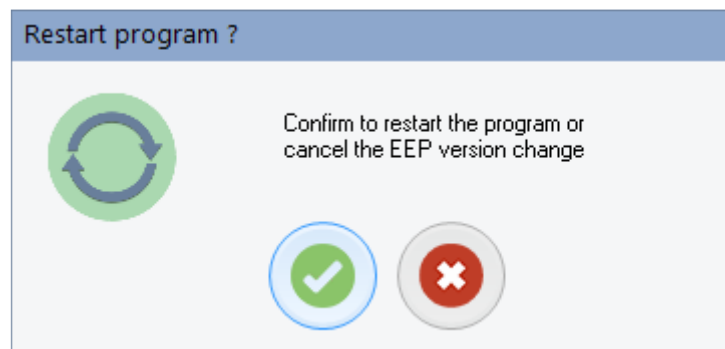 Restart program ?
Confirm to restart the program or
cancel the EEP version change